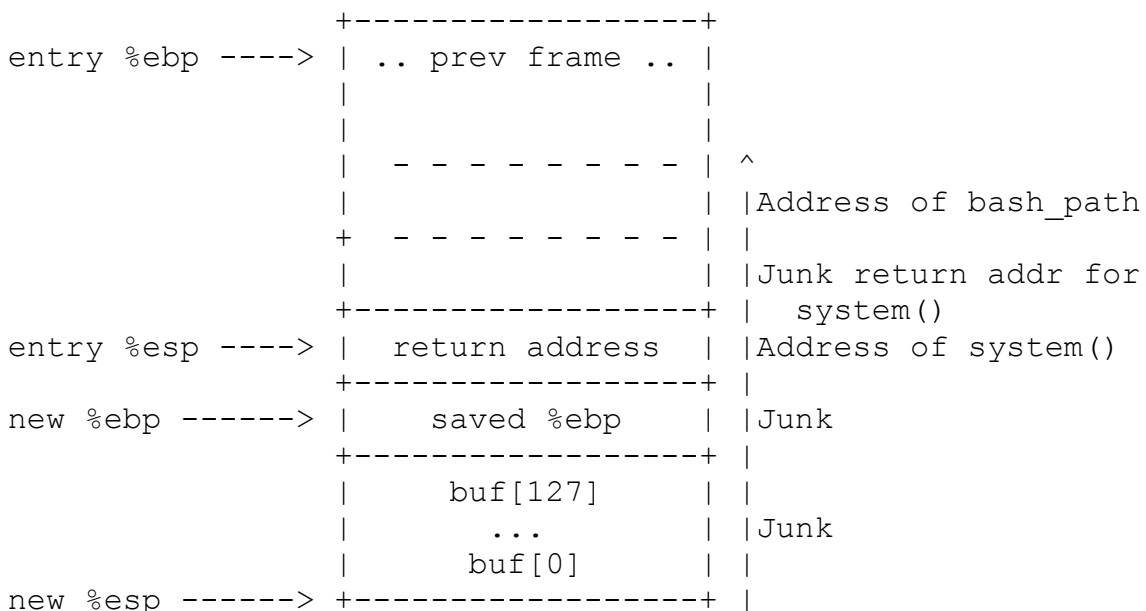 +------------------+
entry %ebp ----> | .. prev frame .. |
                    |                  |
                    |                  |
                    |  - - - - - - - - | ^
                    |                  | |Address of bash_path
                    +  - - - - - - - - | |
                    |                  | |Junk return addr for
                    +------------------+ |  system()
entry %esp ----> |  return address  | |Address of system()
                    +------------------+ |
new %ebp ------> |    saved %ebp    | |Junk
                    +------------------+ |
                    |     buf[127]     | |
                    |       ...        | |Junk
                    |      buf[0]      | |
new %esp ------> +------------------+ |